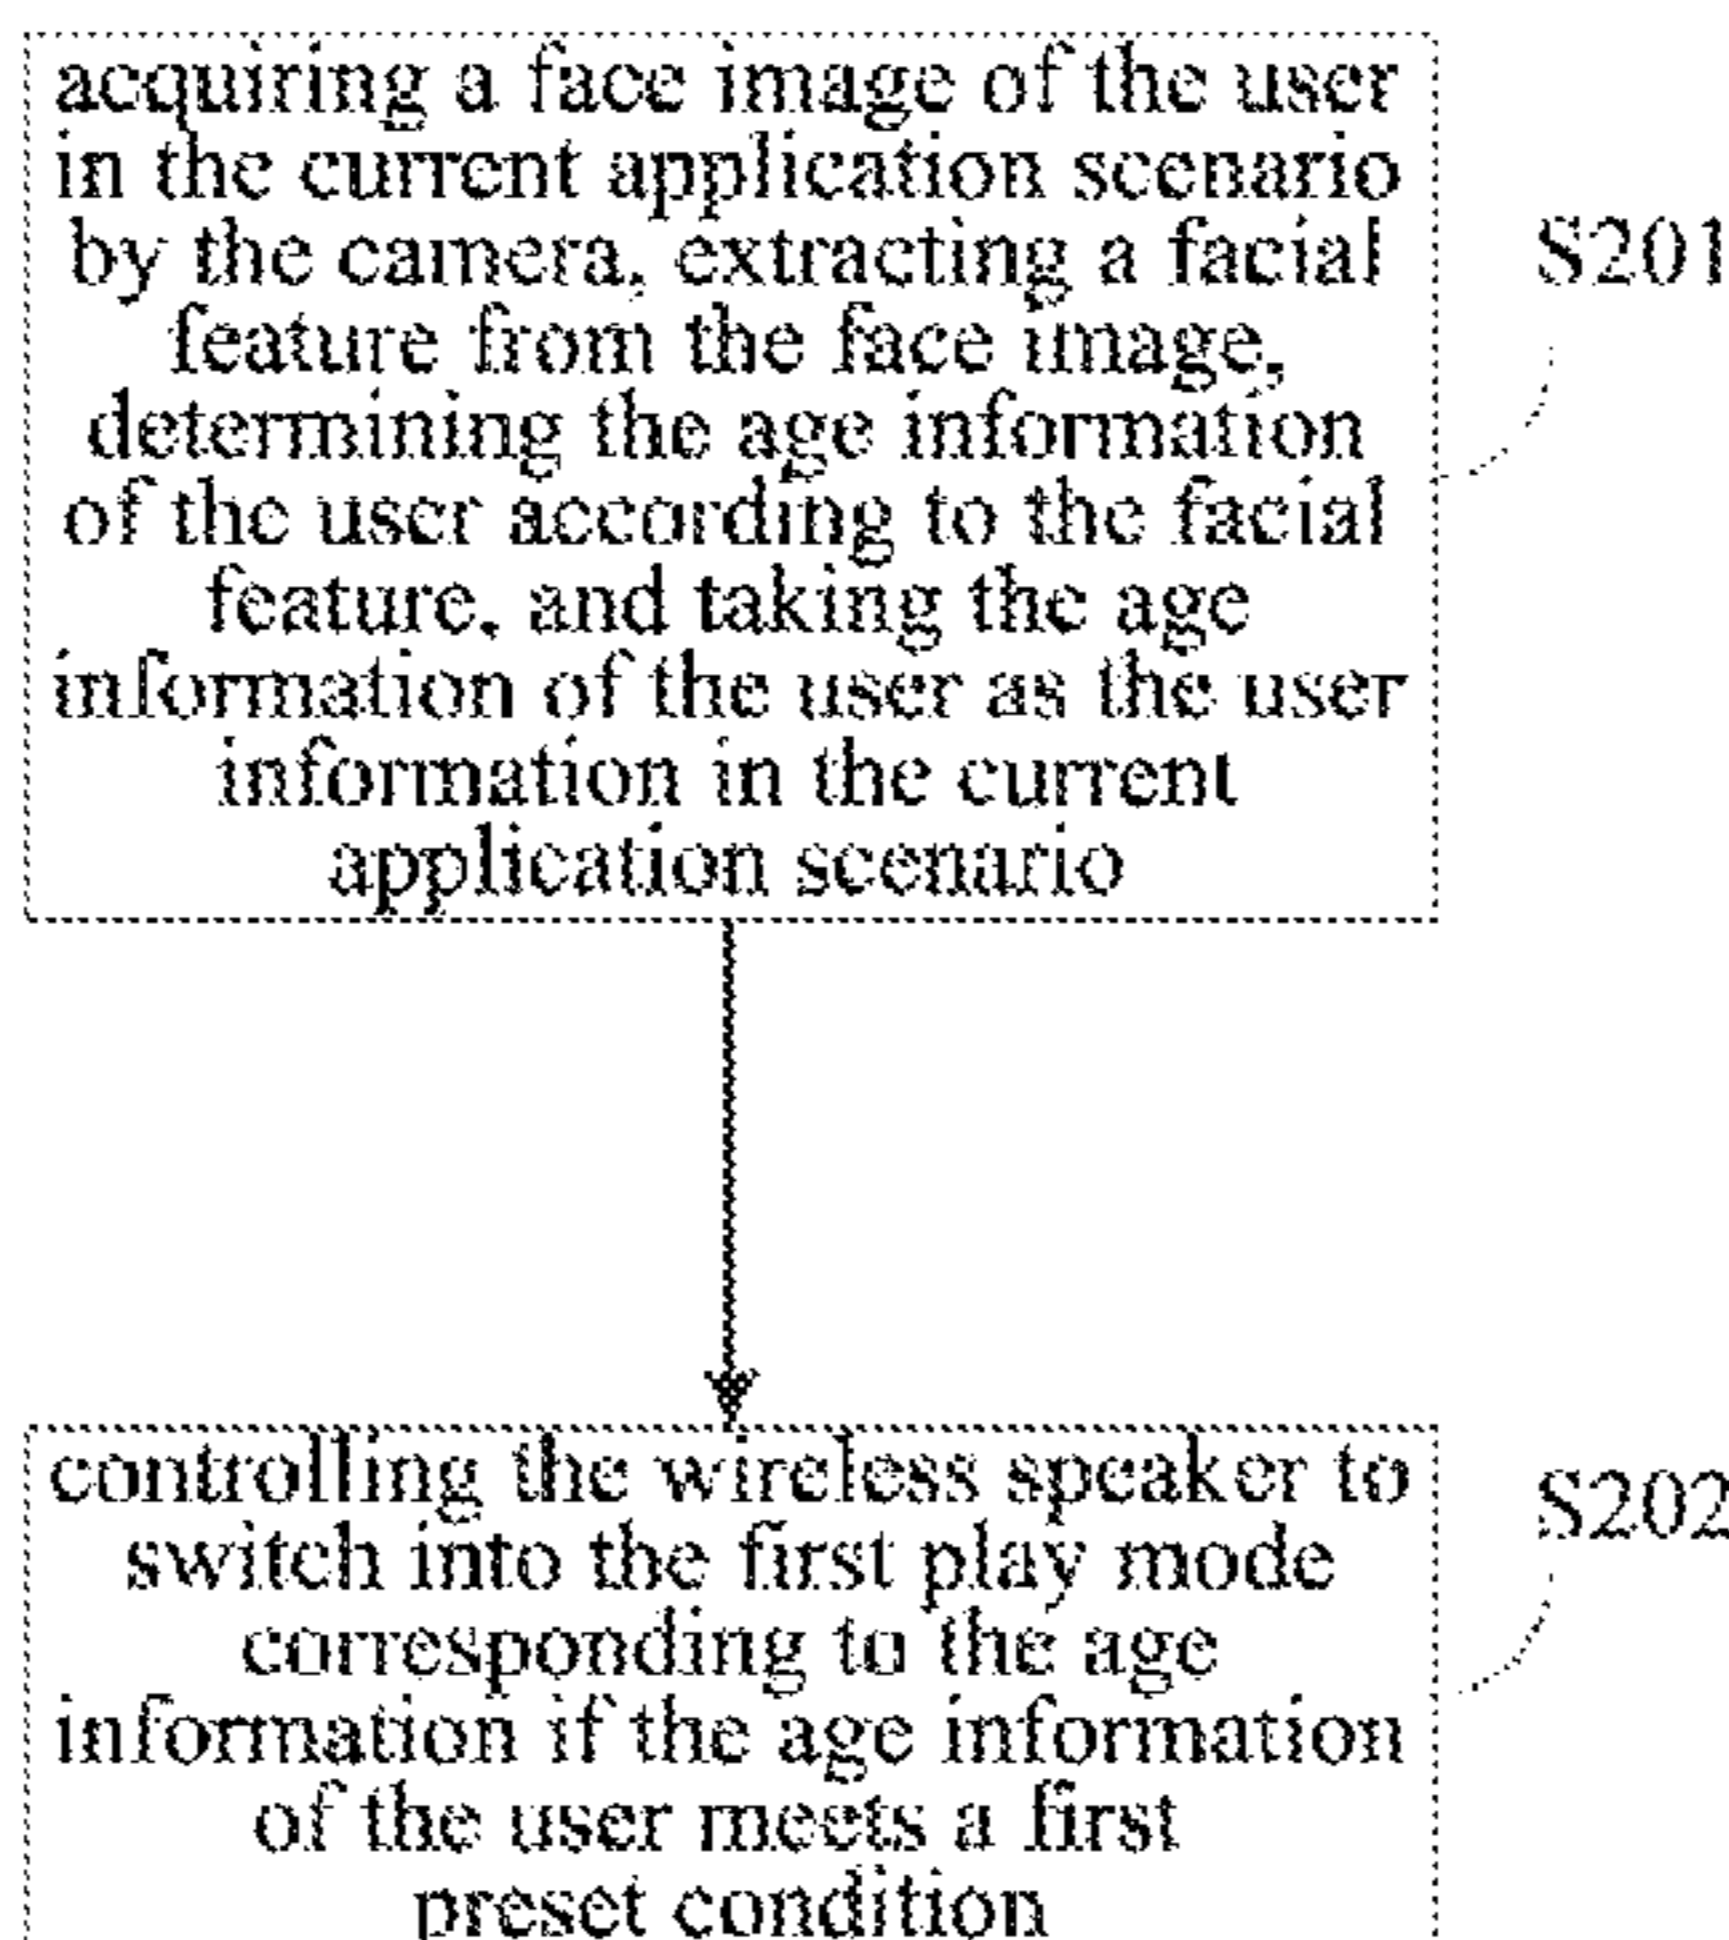 acquiring a face image of the user
in the current application scenario
by the camera, extracting a facial
feature from the face image,
determining the age information
of the user according to the facial
feature, and taking the age
information of the user as the user
information in the current
application scenario
S201
controlling the wireless speaker to
switch into the first play mode
corresponding to the age
information if the age information
of the user meets a first
preset condition
S202